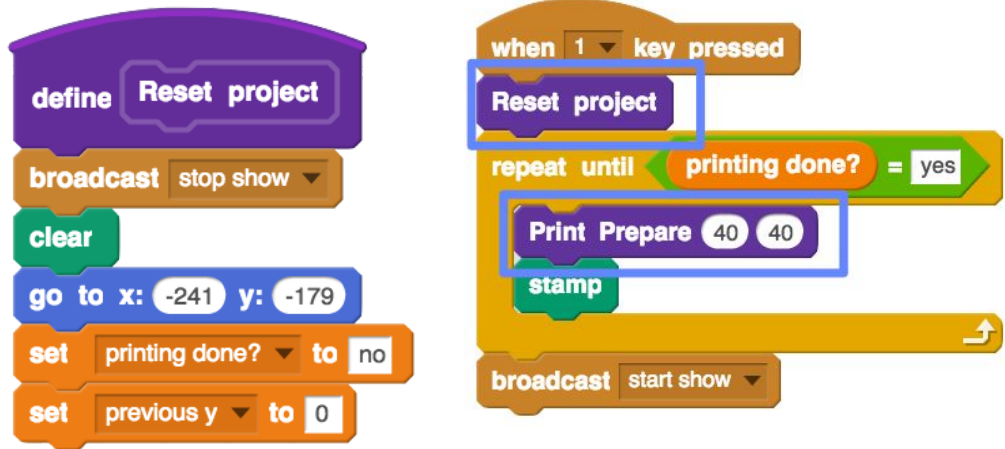 define Reset project
broadcast stop show
clear
go to x: -241 y: -179
set printing done? to no
set previous y to 0
when 1 key pressed
Reset project
repeat until printing done? = yes
Print Prepare 40 40
stamp
broadcast start show